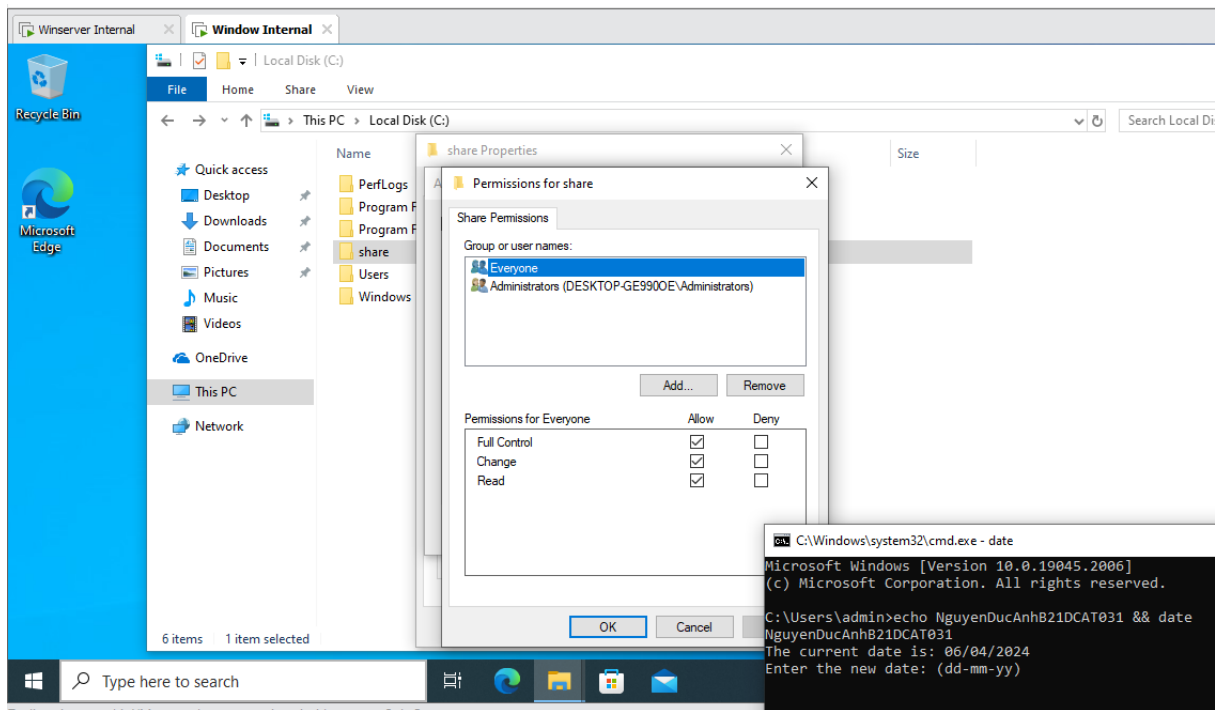 Winserver Internal
Window Internal
Recycle Bin
Microsoft
Edge
Local Disk (C:)
File Home Share View
This PC > Local Disk (C:)
Search Local Di
Quick access
Desktop
Downloads
Documents
Pictures
Music
Videos
OneDrive
This PC
Network
Name
Size
PerfLogs
Program F
Program F
share
Users
Windows
6 items 1 item selected
share Properties
A
Permissions for share
Share Permissions
Group or user names:
Everyone
Administrators (DESKTOP-GE990OE\Administrators)
Add... Remove
Permissions for Everyone Allow Deny
Full Control
Change
Read
OK Cancel
C:\Windows\system32\cmd.exe - date
Microsoft Windows [Version 10.0.19045.2006]
(c) Microsoft Corporation. All rights reserved.
C:\Users\admin>echo NguyenDucAnhB21DCAT031 && date
NguyenDucAnhB21DCAT031
The current date is: 06/04/2024
Enter the new date: (dd-mm-yy)
Type here to search